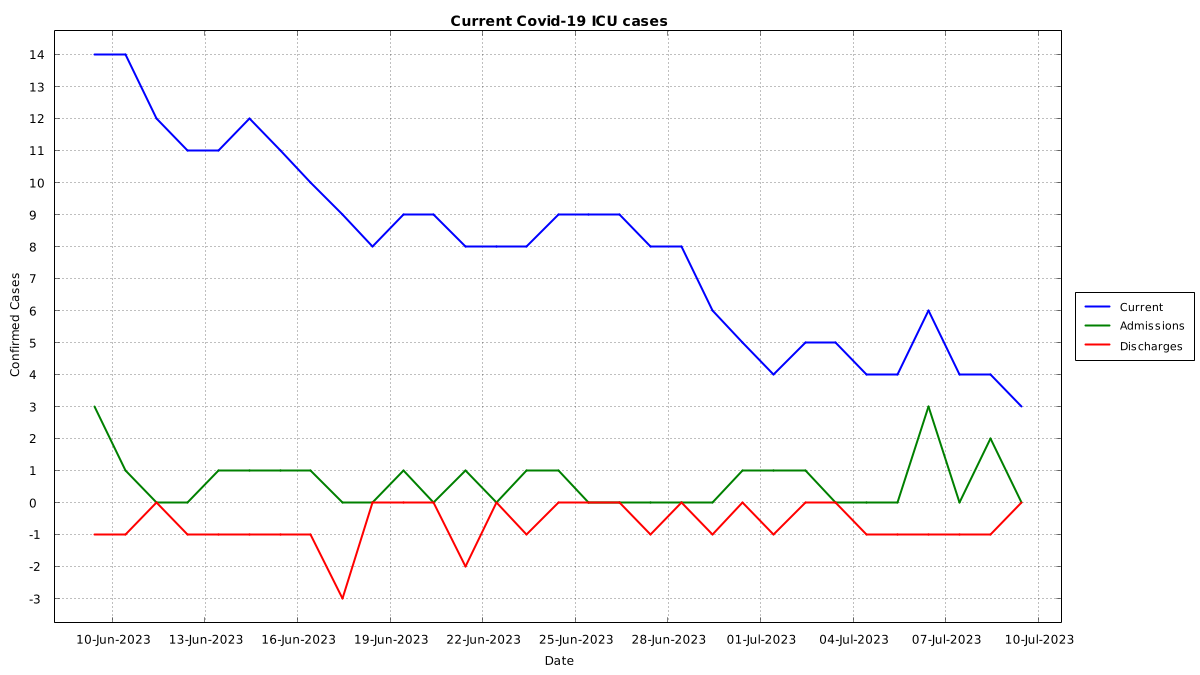 Current Covid-19 ICU cases
Confirmed Cases
14
13
12
11
10
9
8
7
6
5
4
3
2
1
0
-1
-2
-3
10-Jun-2023 13-Jun-2023 16-Jun-2023 19-Jun-2023 22-Jun-2023 25-Jun-2023 28-Jun-2023 01-Jul-2023 04-Jul-2023 07-Jul-2023 10-Jul-2023
Date
Current
Admissions
Discharges